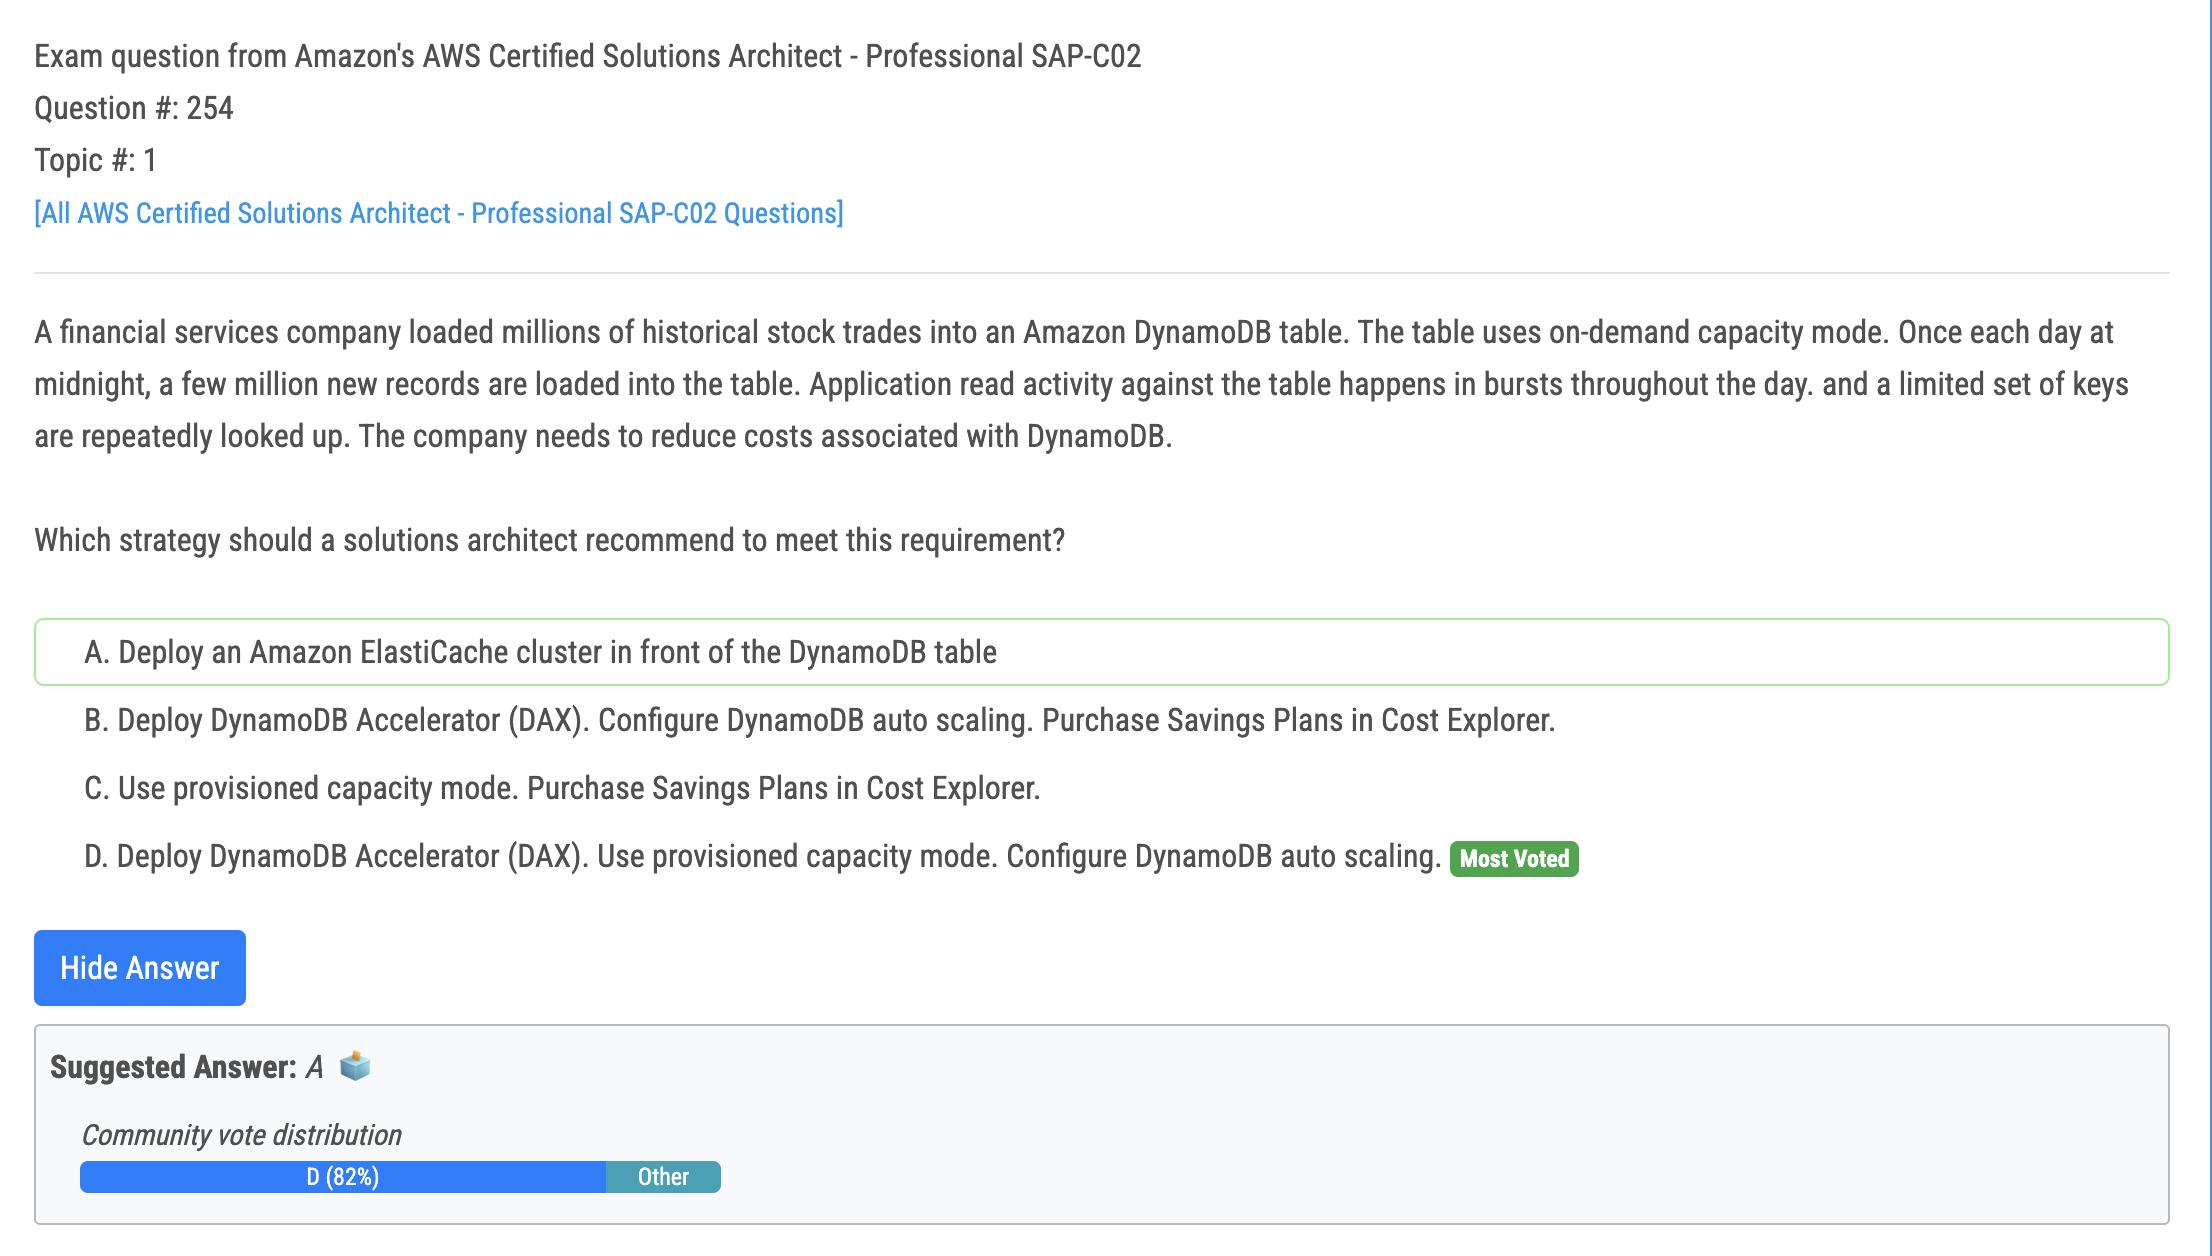 Exam question from Amazon's AWS Certified Solutions Architect - Professional SAP-C02
Question #: 254
Topic #: 1
[All AWS Certified Solutions Architect - Professional SAP-C02 Questions]
A financial services company loaded millions of historical stock trades into an Amazon DynamoDB table. The table uses on-demand capacity mode. Once each day at
midnight, a few million new records are loaded into the table. Application read activity against the table happens in bursts throughout the day. and a limited set of keys
are repeatedly looked up. The company needs to reduce costs associated with DynamoDB.
Which strategy should a solutions architect recommend to meet this requirement?
A. Deploy an Amazon ElastiCache cluster in front of the DynamoDB table
B. Deploy DynamoDB Accelerator (DAX). Configure DynamoDB auto scaling. Purchase Savings Plans in Cost Explorer.
C. Use provisioned capacity mode. Purchase Savings Plans in Cost Explorer.
D. Deploy DynamoDB Accelerator (DAX). Use provisioned capacity mode. Configure DynamoDB auto scaling. Most Voted
Hide Answer
Suggested Answer: A
Community vote distribution
D (82%) Other